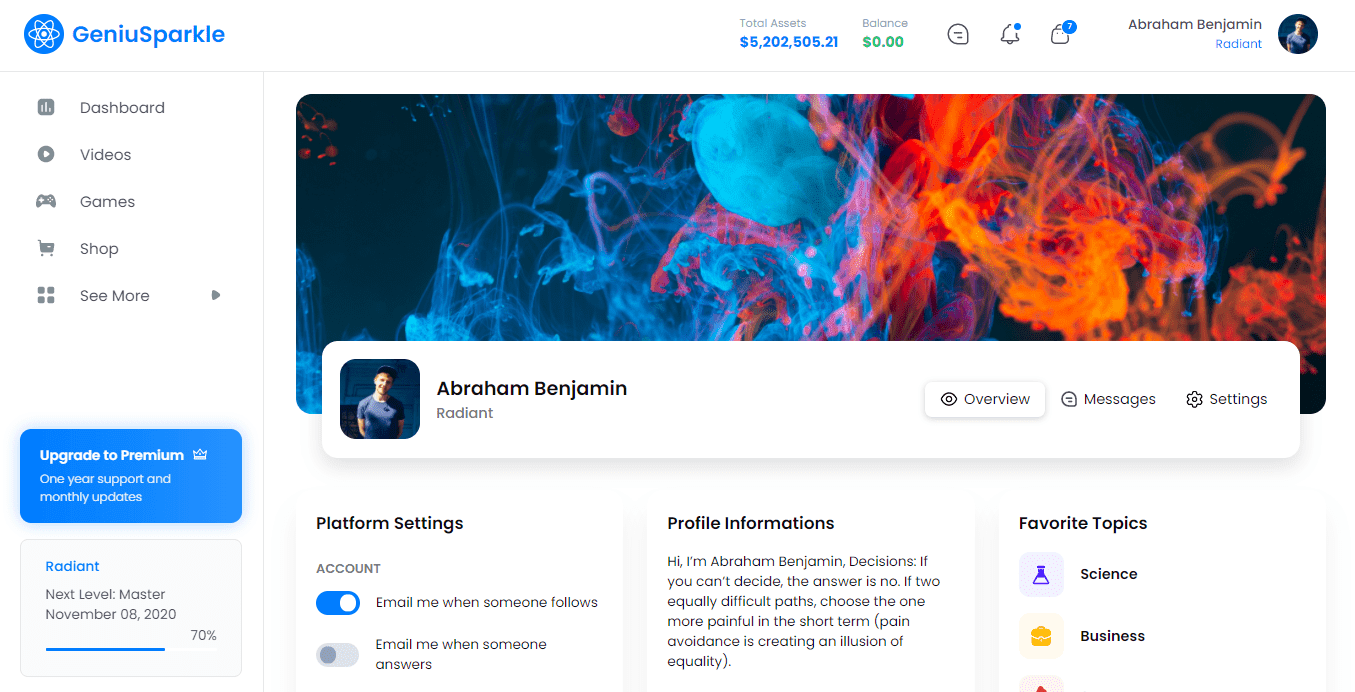 GeniuSparkle
Total Assets
$5,202,505.21
Balance
$0.00
7
Abraham Benjamin
Radiant
Dashboard
Videos
Games
Shop
See More
Upgrade to Premium
One year support and
monthly updates
Radiant
Next Level: Master
November 08, 2020
70%
Abraham Benjamin
Radiant
Overview
Messages
Settings
Platform Settings
ACCOUNT
Email me when someone follows
Email me when someone
answers
Profile Informations
Hi, I’m Abraham Benjamin, Decisions: If
you can’t decide, the answer is no. If two
equally difficult paths, choose the one
more painful in the short term (pain
avoidance is creating an illusion of
equality).
Favorite Topics
Science
Business